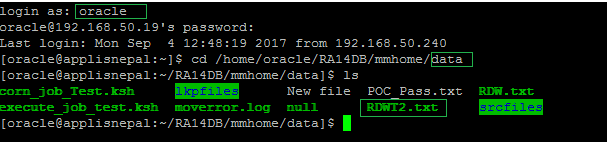 login as: oracle
oracle@192.168.50.19's password:
Last login: Mon Sep  4 12:48:19 2017 from 192.168.50.240
[oracle@applisnepal:~]$ cd /home/oracle/RA14DB/mmhome/data
[oracle@applisnepal:~/RA14DB/mmhome/data]$ ls
corn_job_Test.ksh     lkpfiles      New file  POC_Pass.txt  RDW.txt
execute_job_test.ksh  moverror.log  null      RDWT2.txt     srcfiles
[oracle@applisnepal:~/RA14DB/mmhome/data]$